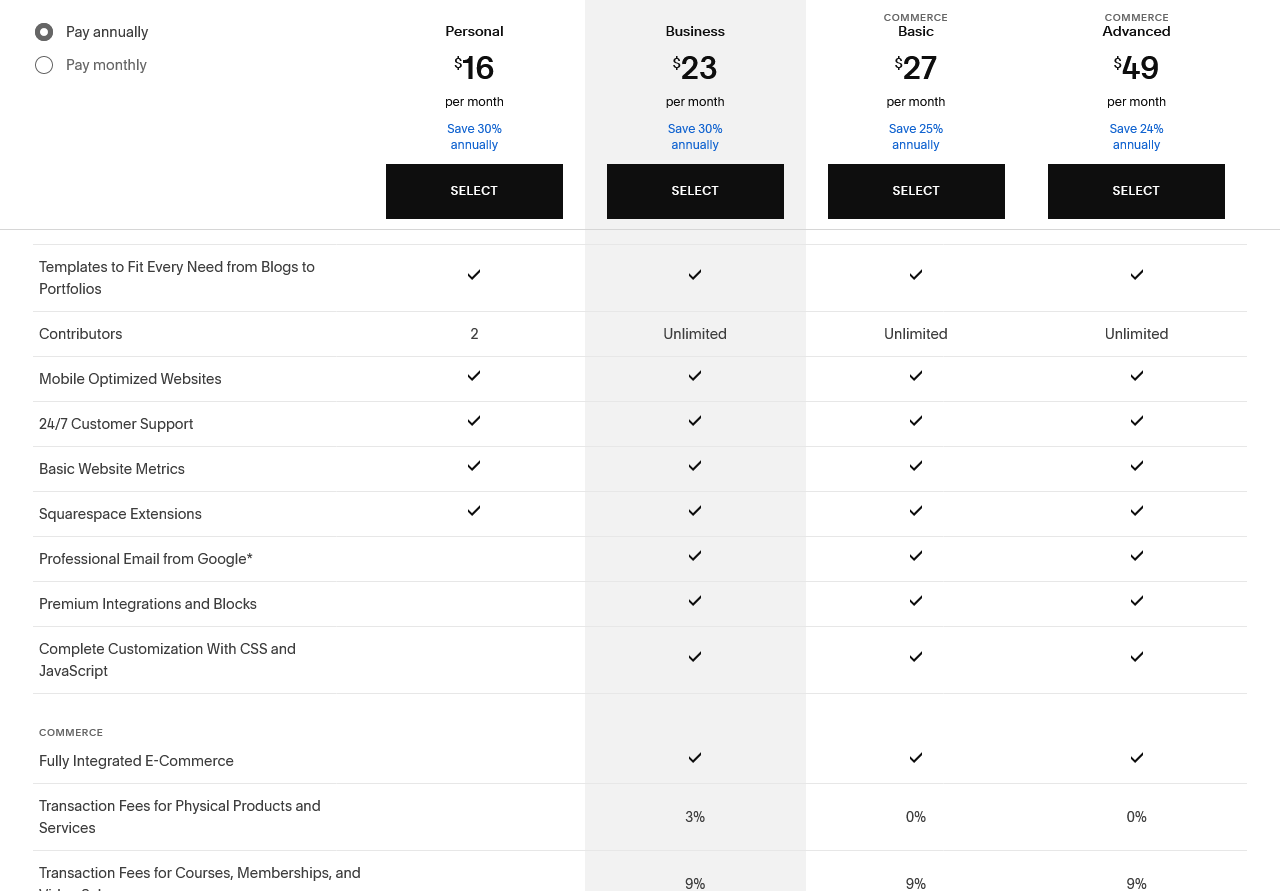 Pay annually
Pay monthly
Personal
$16
per month
Save 30%
annually
SELECT
Business
$23
per month
Save 30%
annually
SELECT
COMMERCE
Basic
$27
per month
Save 25%
annually
SELECT
COMMERCE
Advanced
$49
per month
Save 24%
annually
SELECT
Templates to Fit Every Need from Blogs to
Portfolios
Contributors 2 Unlimited Unlimited Unlimited
Mobile Optimized Websites
24/7 Customer Support
Basic Website Metrics
Squarespace Extensions
Professional Email from Google*
Premium Integrations and Blocks
Complete Customization With CSS and
JavaScript
COMMERCE
Fully Integrated E-Commerce
Transaction Fees for Physical Products and
Services
3% 0% 0%
Transaction Fees for Courses, Memberships, and
9% 9% 9%